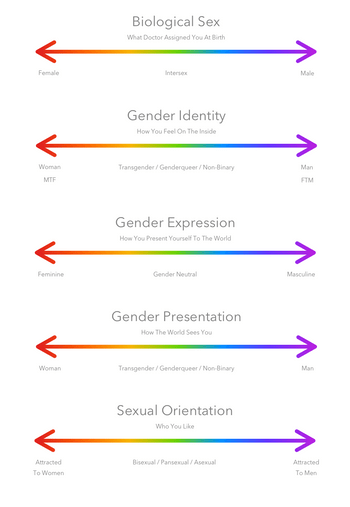 Biological Sex
What Doctor Assigned You At Birth
Female Intersex Male
Gender Identity
How You Feel On The Inside
Woman Transgender / Genderqueer / Non-Binary Man
MTF FTM
Gender Expression
How You Present Yourself To The World
Feminine Gender Neutral Masculine
Gender Presentation
How The World Sees You
Woman Transgender / Genderqueer / Non-Binary Man
Sexual Orientation
Who You Like
Attracted Bisexual / Pansexual / Asexual Attracted
To Women To Men